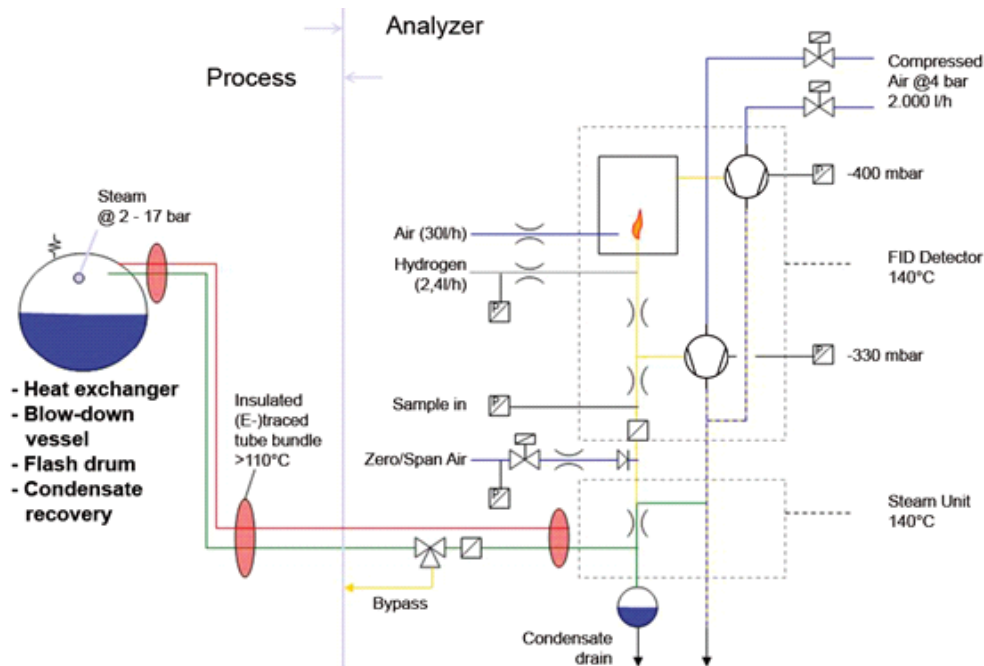 Analyzer
Process
Compressed
Air @4 bar
2.000 l/h
Steam
@ 2 - 17 bar
P
-400 mbar
Air (30l/h)
Hydrogen
(2,4l/h)
P
FID Detector
140°C
P
-330 mbar
- Heat exchanger
- Blow-down
vessel
- Flash drum
- Condensate
recovery
Insulated
(E-)traced
tube bundle
>110°C
Sample in
P
Zero/Span Air
P
Steam Unit
140°C
Bypass
Condensate
drain